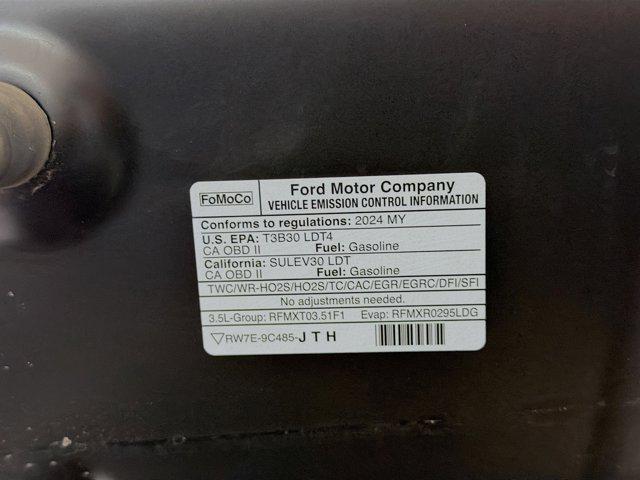 FoMoCo
Ford Motor Company
VEHICLE EMISSION CONTROL INFORMATION
Conforms to regulations: 2024 MY
U.S. EPA: T3B30 LDT4
CA OBD II Fuel: Gasoline
California: SULEV30 LDT
CA OBD II Fuel: Gasoline
TWC/WR-HO2S/HO2S/TC/CAC/EGR/EGRC/DFI/SFI
No adjustments needed.
3.5L-Group: RFMXT03.51F1 Evap: RFMXR0295LDG
RW7E-9C485-JTH